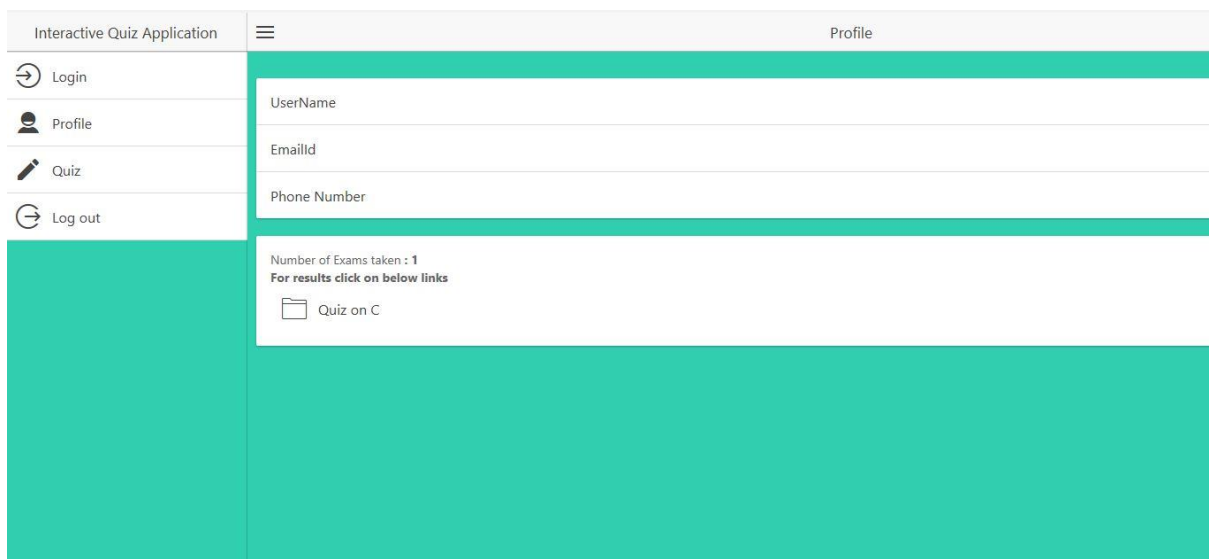 Interactive Quiz Application
Profile
Login
Profile
Quiz
Log out
UserName
EmailId
Phone Number
Number of Exams taken : 1
For results click on below links
Quiz on C